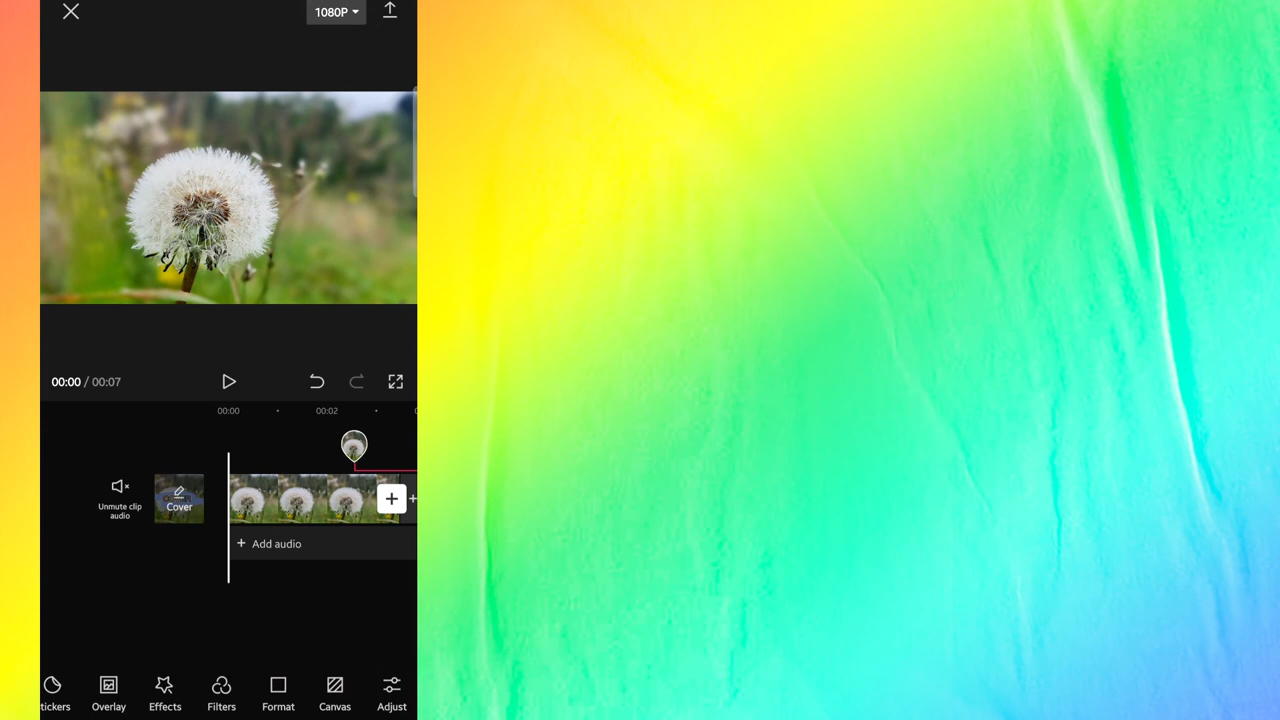 1080P
00:00 / 00:07
00:00
00:02
Unmute clip
audio
Cover
+ Add audio
tickers
Overlay
Effects
Filters
Format
Canvas
Adjust